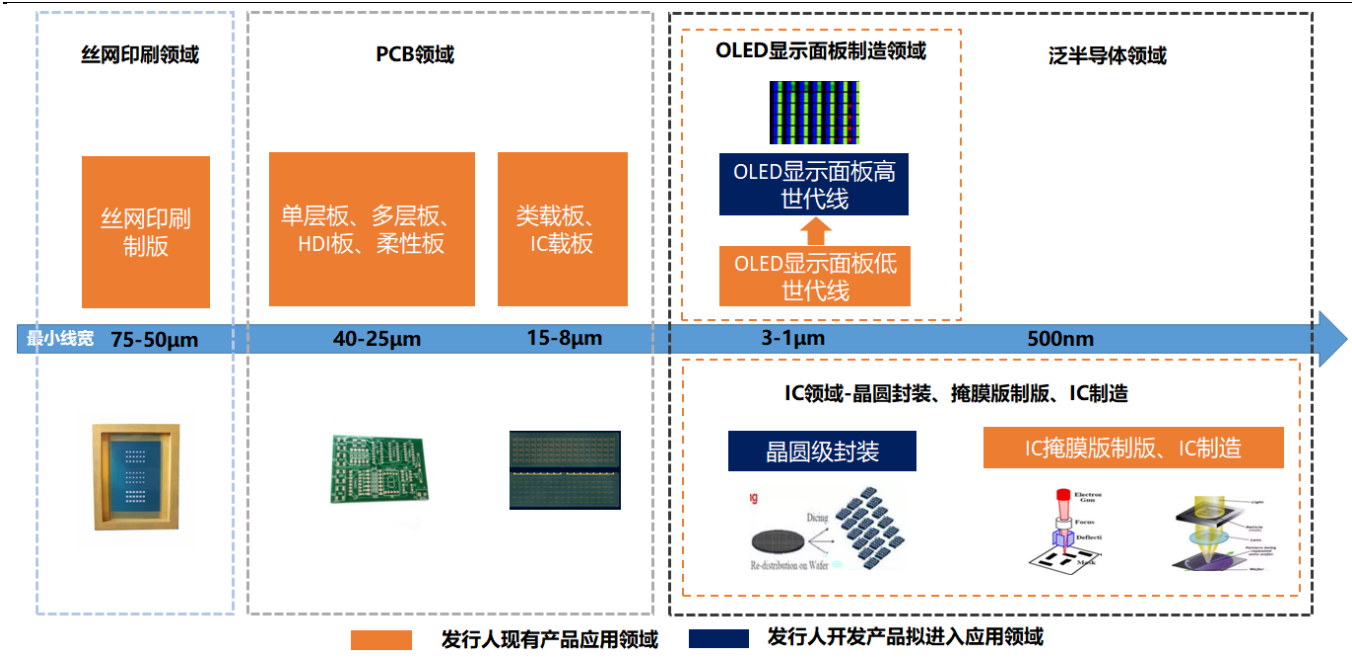 丝网印刷领域
PCB领域
OLED显示面板制造领域
泛半导体领域
丝网印刷
制版
单层板、多层板、
HDI板、柔性板
类载板、
IC载板
OLED显示面板高
世代线
OLED显示面板低
世代线
最小线宽
75-50μm
40-25μm
15-8μm
3-1μm
500nm
IC领域-晶圆封装、掩膜版制版、IC制造
晶圆级封装
IC掩膜版制版、IC制造
ng
Dicing
Re-distribution on Wafer
Electron
Gun
Focus
Deflecti
Mask
Light
Lens
Wafer
发行人现有产品应用领域
发行人开发产品拟进入应用领域